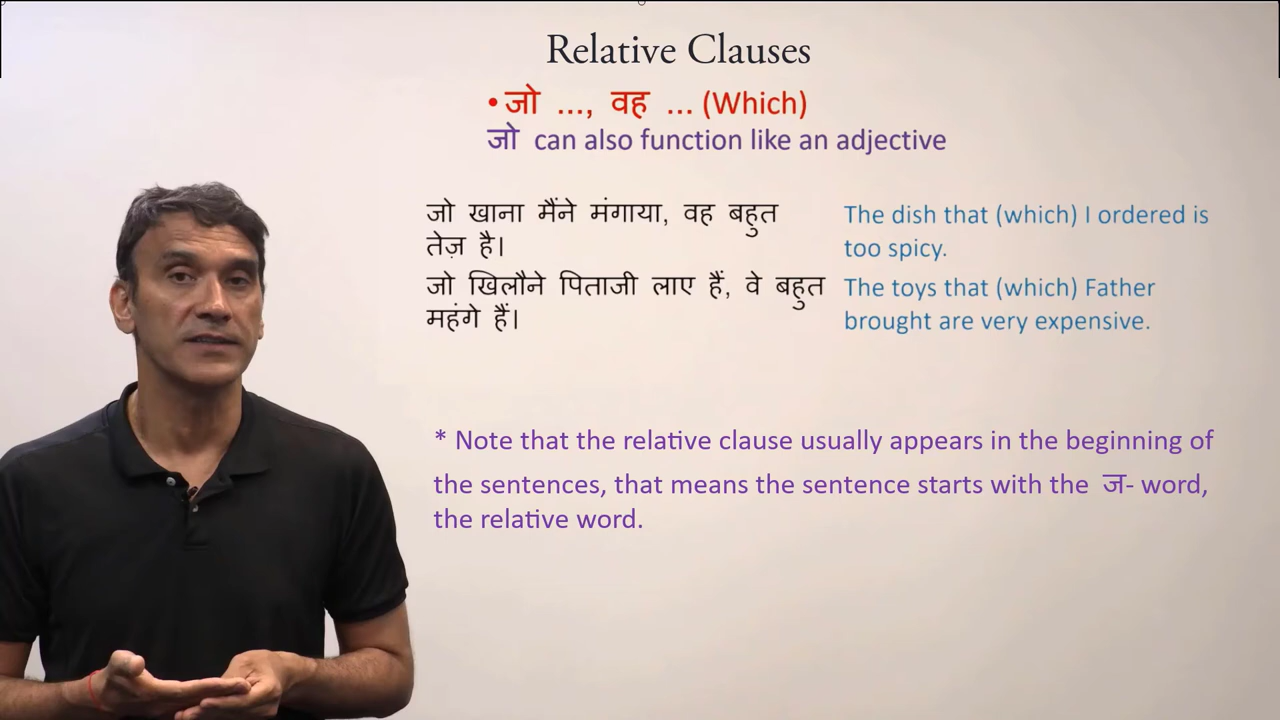 Relative Clauses
• जो ..., वह ... (Which)
जो can also function like an adjective
जो खाना मैंने मंगाया, वह बहुत
तेज़ है।
The dish that (which) I ordered is
too spicy.
जो खिलौने पिताजी लाए हैं, वे बहुत
महंगे हैं।
The toys that (which) Father
brought are very expensive.
* Note that the relative clause usually appears in the beginning of
the sentences, that means the sentence starts with the ज- word,
the relative word.